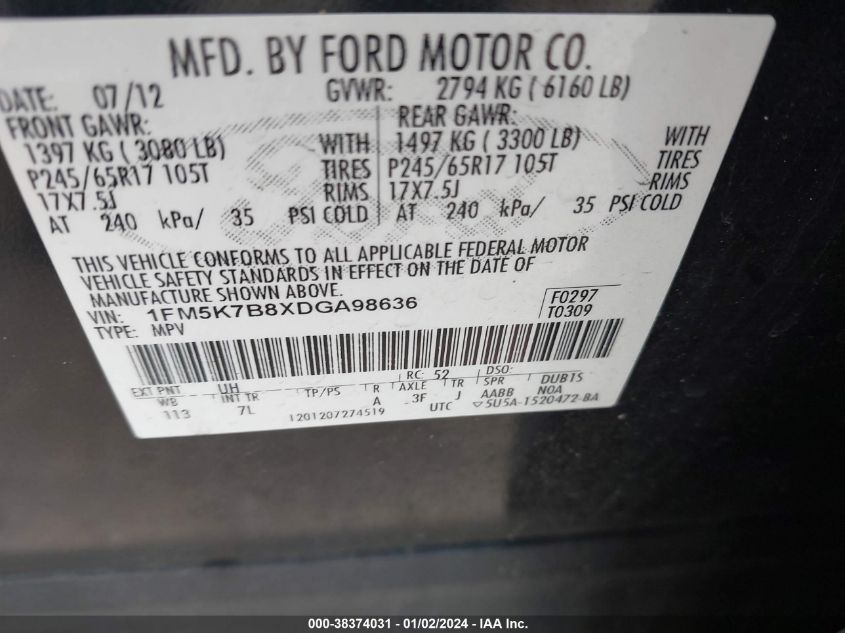 MFD. BY FORD MOTOR CO.
DATE: 07/12 GVWR: 2794 KG ( 6160 LB)
FRONT GAWR: REAR GAWR:
1397 KG ( 3080 LB) WITH 1497 KG ( 3300 LB) WITH
P245/65R17 105T TIRES P245/65R17 105T TIRES
17X7.5J RIMS 17X7.5J RIMS
AT 240 kPa/ 35 PSI COLD AT 240 kPa/ 35 PSI COLD
THIS VEHICLE CONFORMS TO ALL APPLICABLE FEDERAL MOTOR
VEHICLE SAFETY STANDARDS IN EFFECT ON THE DATE OF
MANUFACTURE SHOWN ABOVE.
VIN: 1FM5K7B8XDGA98636 F0297
TYPE: MPV T0309
EXT PNT UH RC: 52 DSO:
WB INT TR TP/PS R AXLE TR SPR DUB1S
113 7L A 3F J AABB N0A
1201207274519 UTC ▽5U5A-1520472-BA
000-38374031 - 01/02/2024 - IAA Inc.